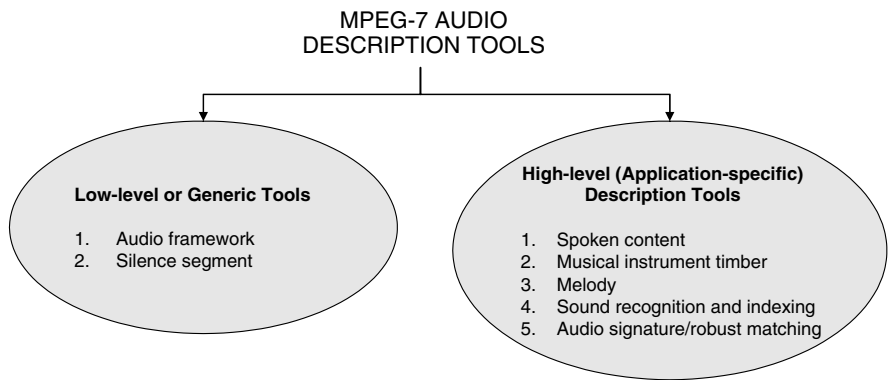 MPEG-7 AUDIO
DESCRIPTION TOOLS
Low-level or Generic Tools
1. Audio framework
2. Silence segment
High-level (Application-specific)
Description Tools
1. Spoken content
2. Musical instrument timber
3. Melody
4. Sound recognition and indexing
5. Audio signature/robust matching